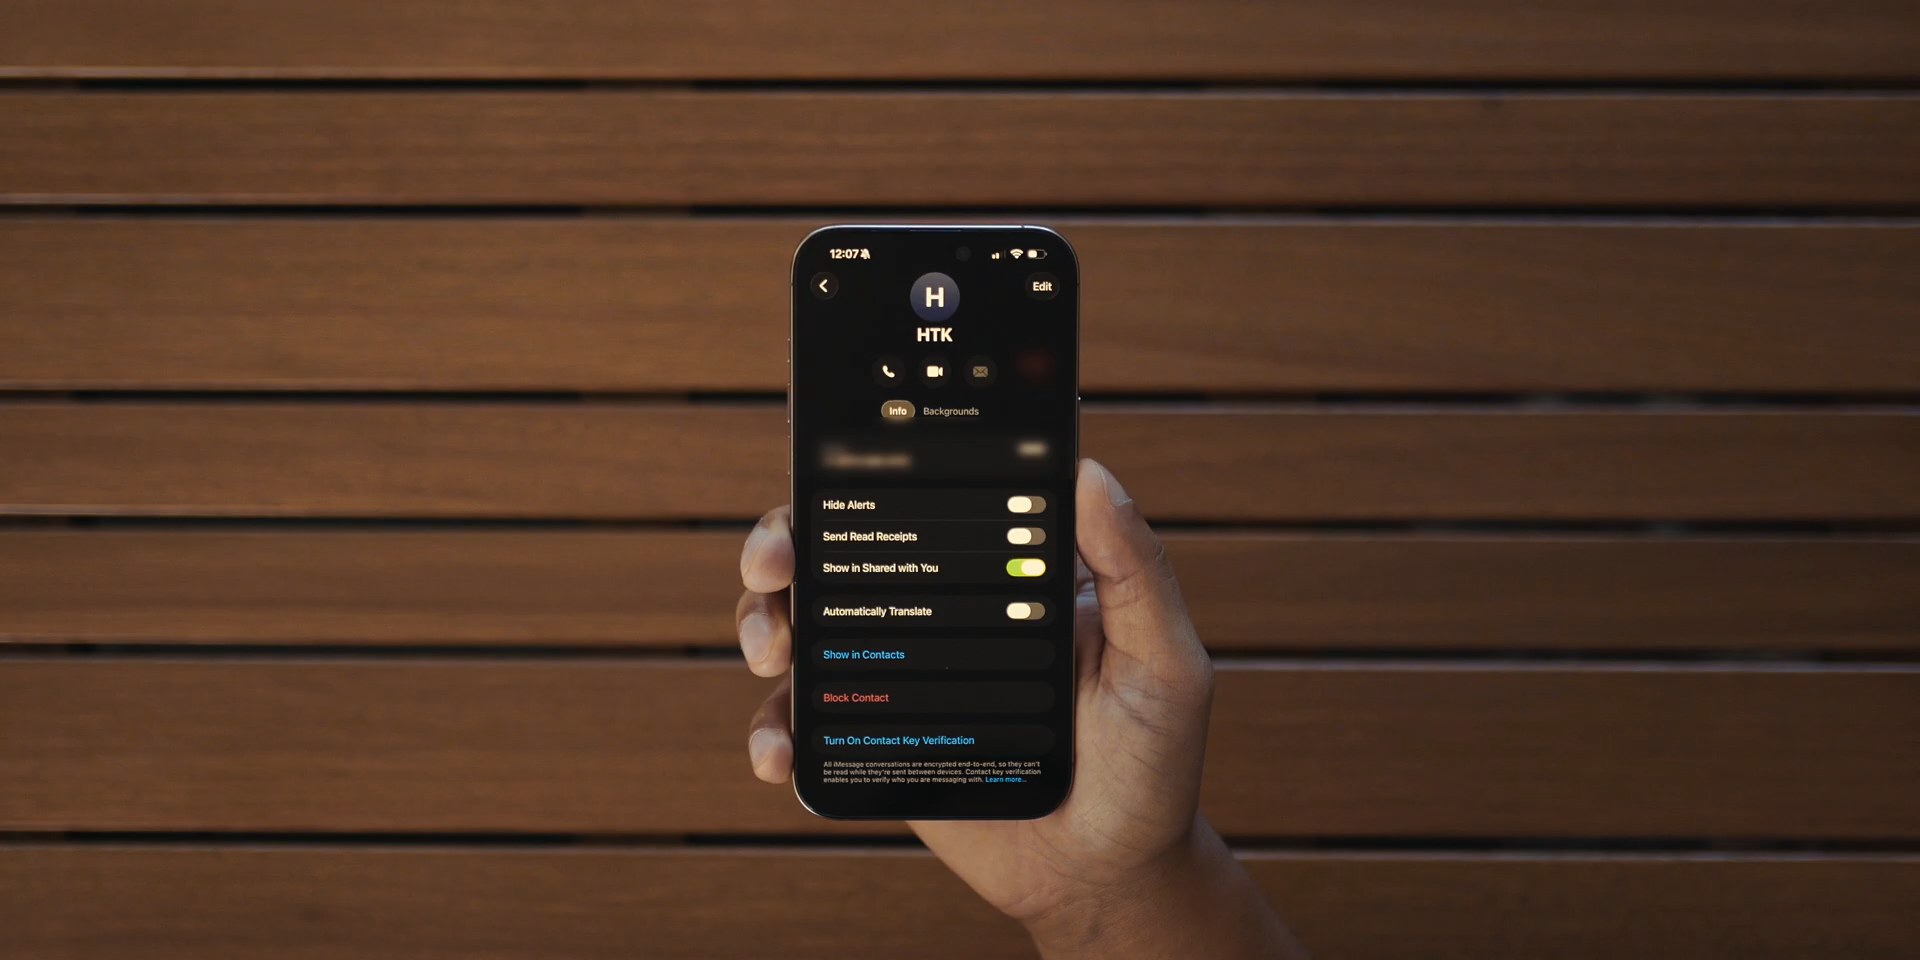 12:07
Edit
H
HTK
Info
Backgrounds
Hide Alerts
Send Read Receipts
Show in Shared with You
Automatically Translate
Show in Contacts
Block Contact
Turn On Contact Key Verification
All iMessage conversations are encrypted end-to-end, so they can't
be read while they're sent between devices. Contact key verification
enables you to verify who you are messaging with. Learn more...